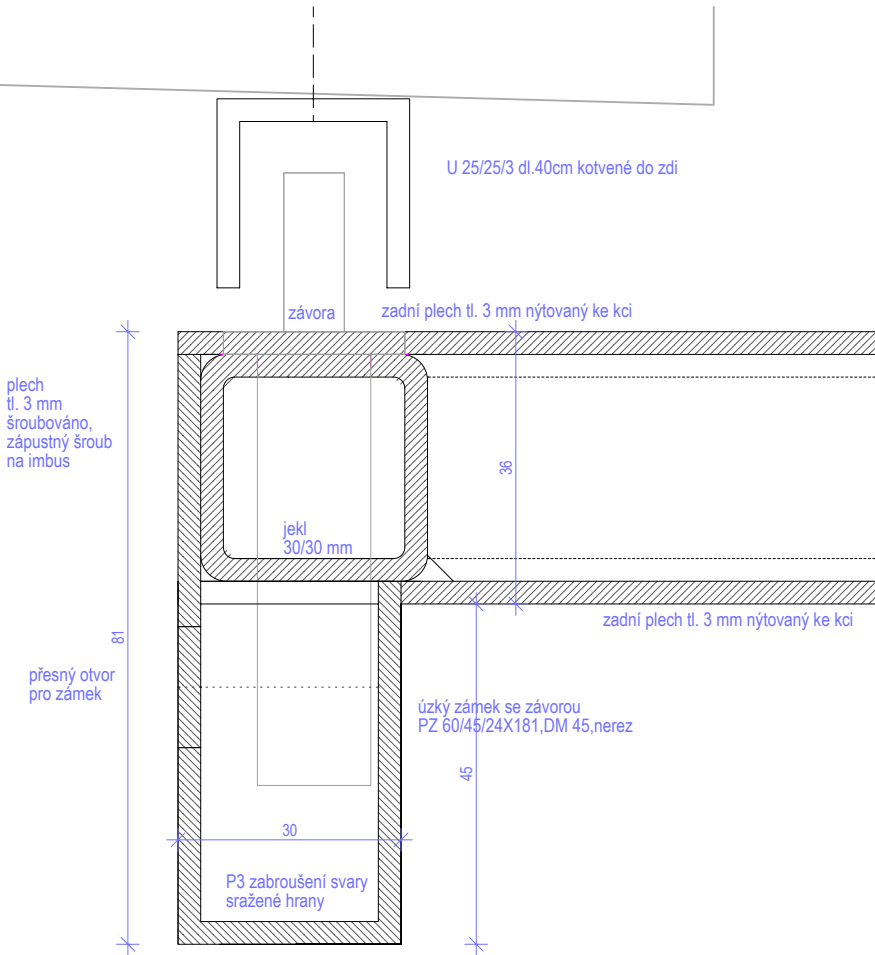 U 25/25/3 dl.40cm kotvené do zdi
závora
zadní plech tl. 3 mm nýtovaný ke kci
plech
tl. 3 mm
šroubováno,
zápustný šroub
na imbus
36
jekl
30/30 mm
81
zadní plech tl. 3 mm nýtovaný ke kci
přesný otvor
pro zámek
úzký zámek se závorou
PZ 60/45/24X181,DM 45,nerez
45
30
P3 zabroušení svary
sražené hrany